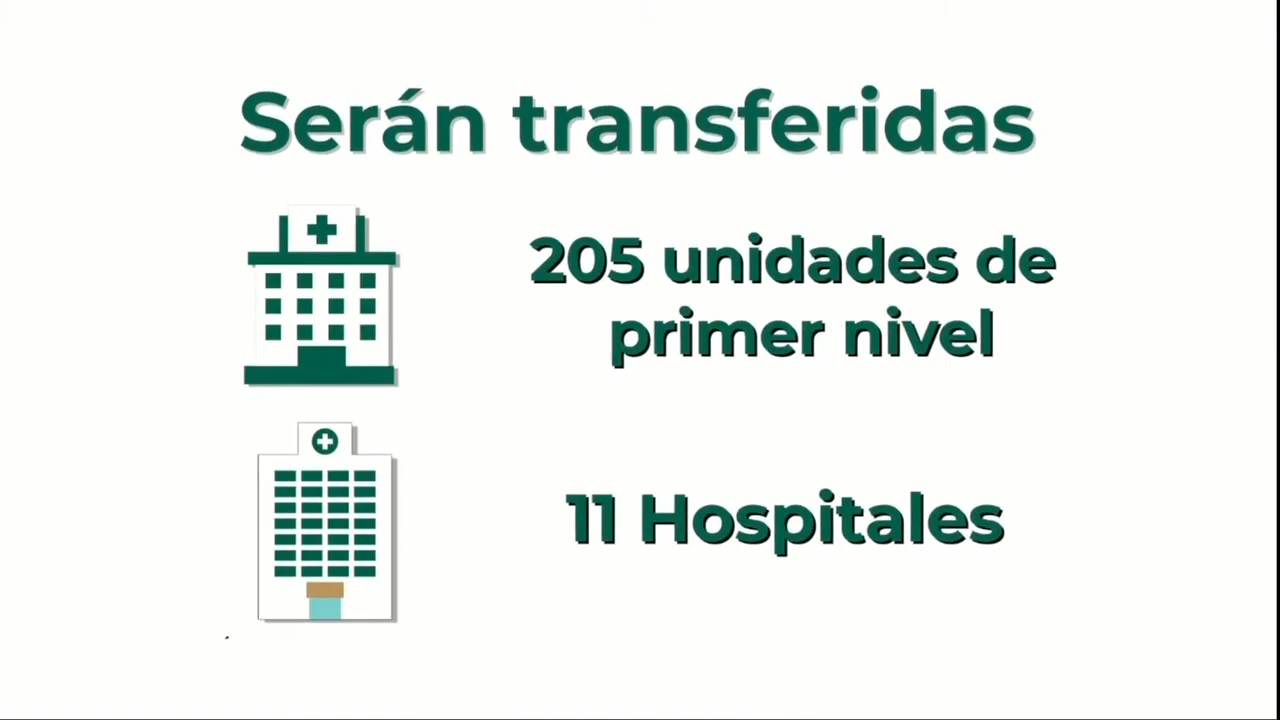 Serán transferidas
205 unidades de
primer nivel
11 Hospitales